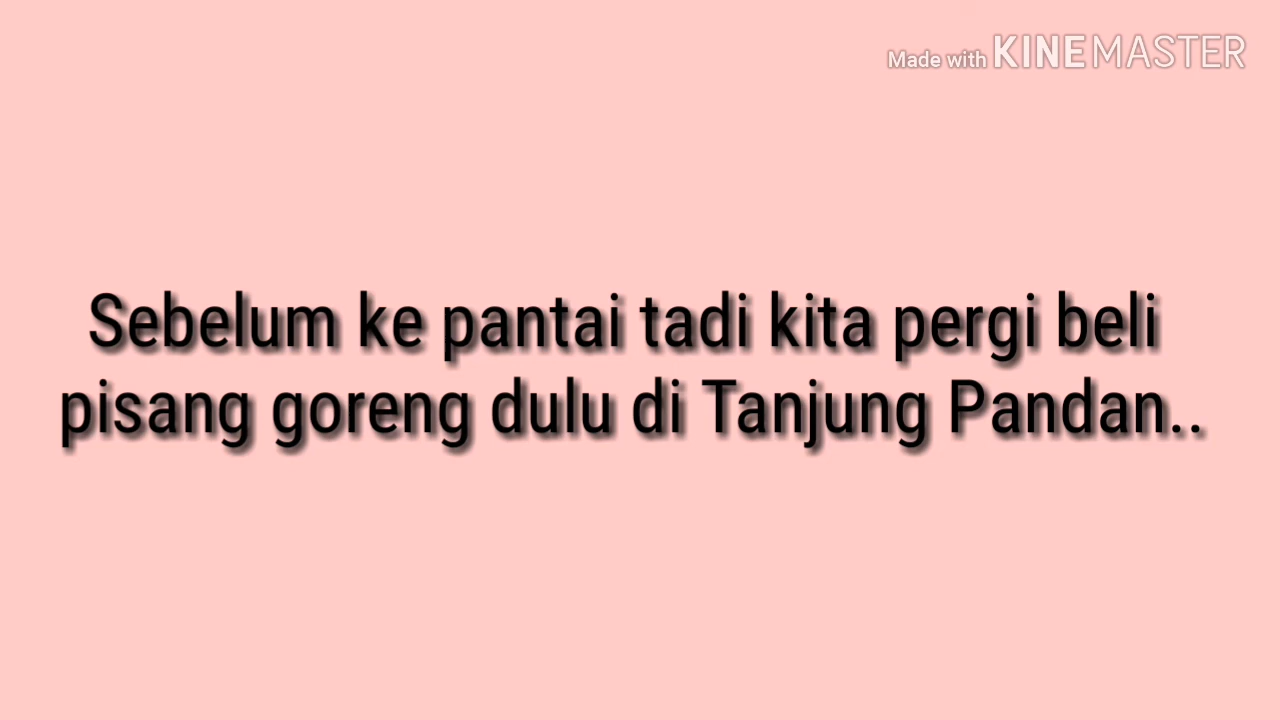 Made with KINEMASTER
Sebelum ke pantai tadi kita pergi beli
pisang goreng dulu di Tanjung Pandan..